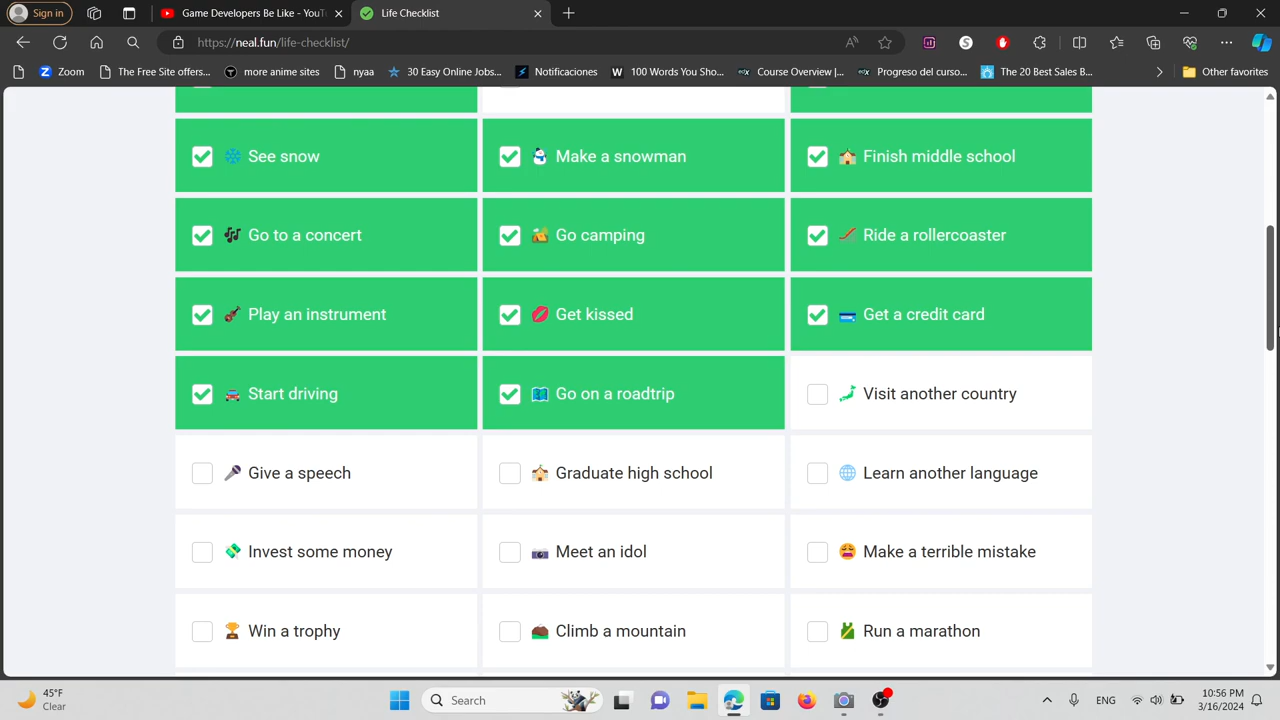 Sign in
Game Developers Be Like - YouTu
Life Checklist
https://neal.fun/life-checklist/
Zoom
The Free Site offers...
more anime sites
nyaa
30 Easy Online Jobs...
Notificaciones
100 Words You Sho...
Course Overview |...
Progreso del curso...
The 20 Best Sales B...
Other favorites
See snow
Make a snowman
Finish middle school
Go to a concert
Go camping
Ride a rollercoaster
Play an instrument
Get kissed
Get a credit card
Start driving
Go on a roadtrip
Visit another country
Give a speech
Graduate high school
Learn another language
Invest some money
Meet an idol
Make a terrible mistake
Win a trophy
Climb a mountain
Run a marathon
45°F
Clear
Search
ENG
10:56 PM
3/16/2024